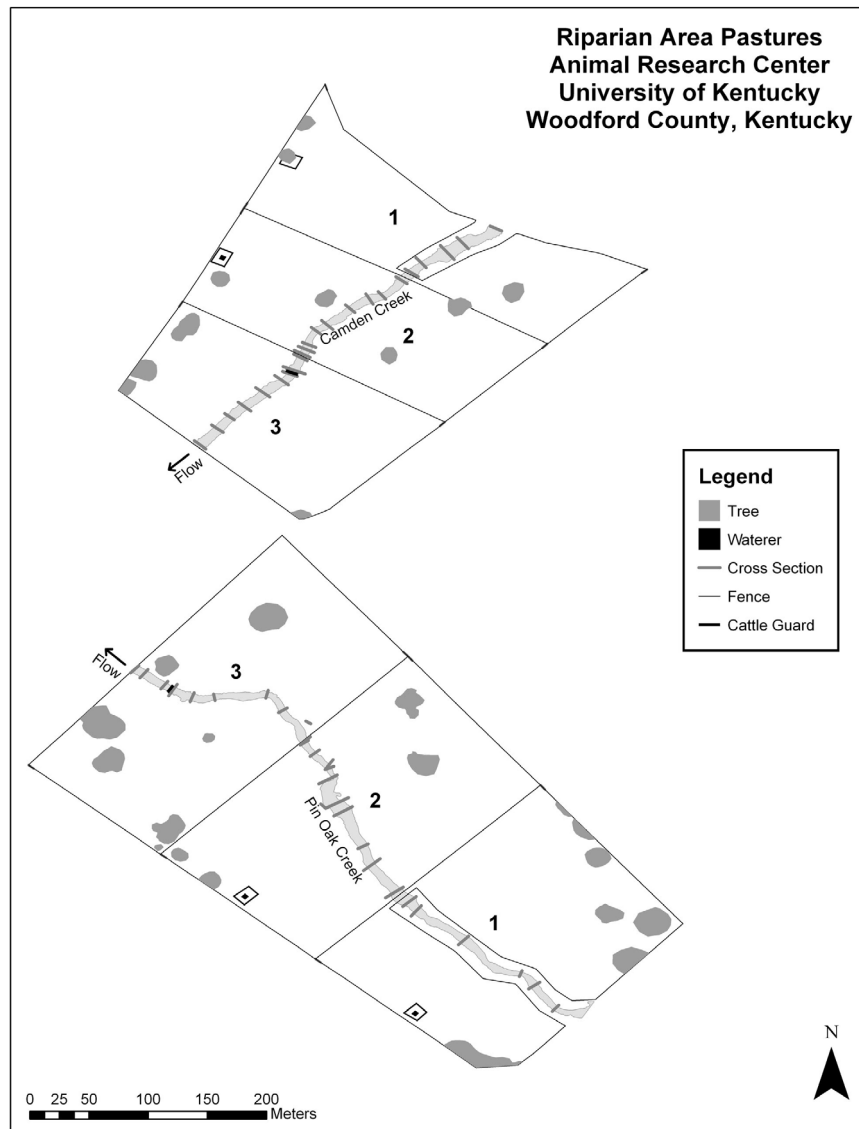 Riparian Area Pastures
Animal Research Center
University of Kentucky
Woodford County, Kentucky
1
Camden Creek
2
3
Flow
Legend
Tree
Waterer
Cross Section
Fence
Cattle Guard
Flow
3
2
Pin Oak Creek
1
N
0 25 50 100 150 200
Meters